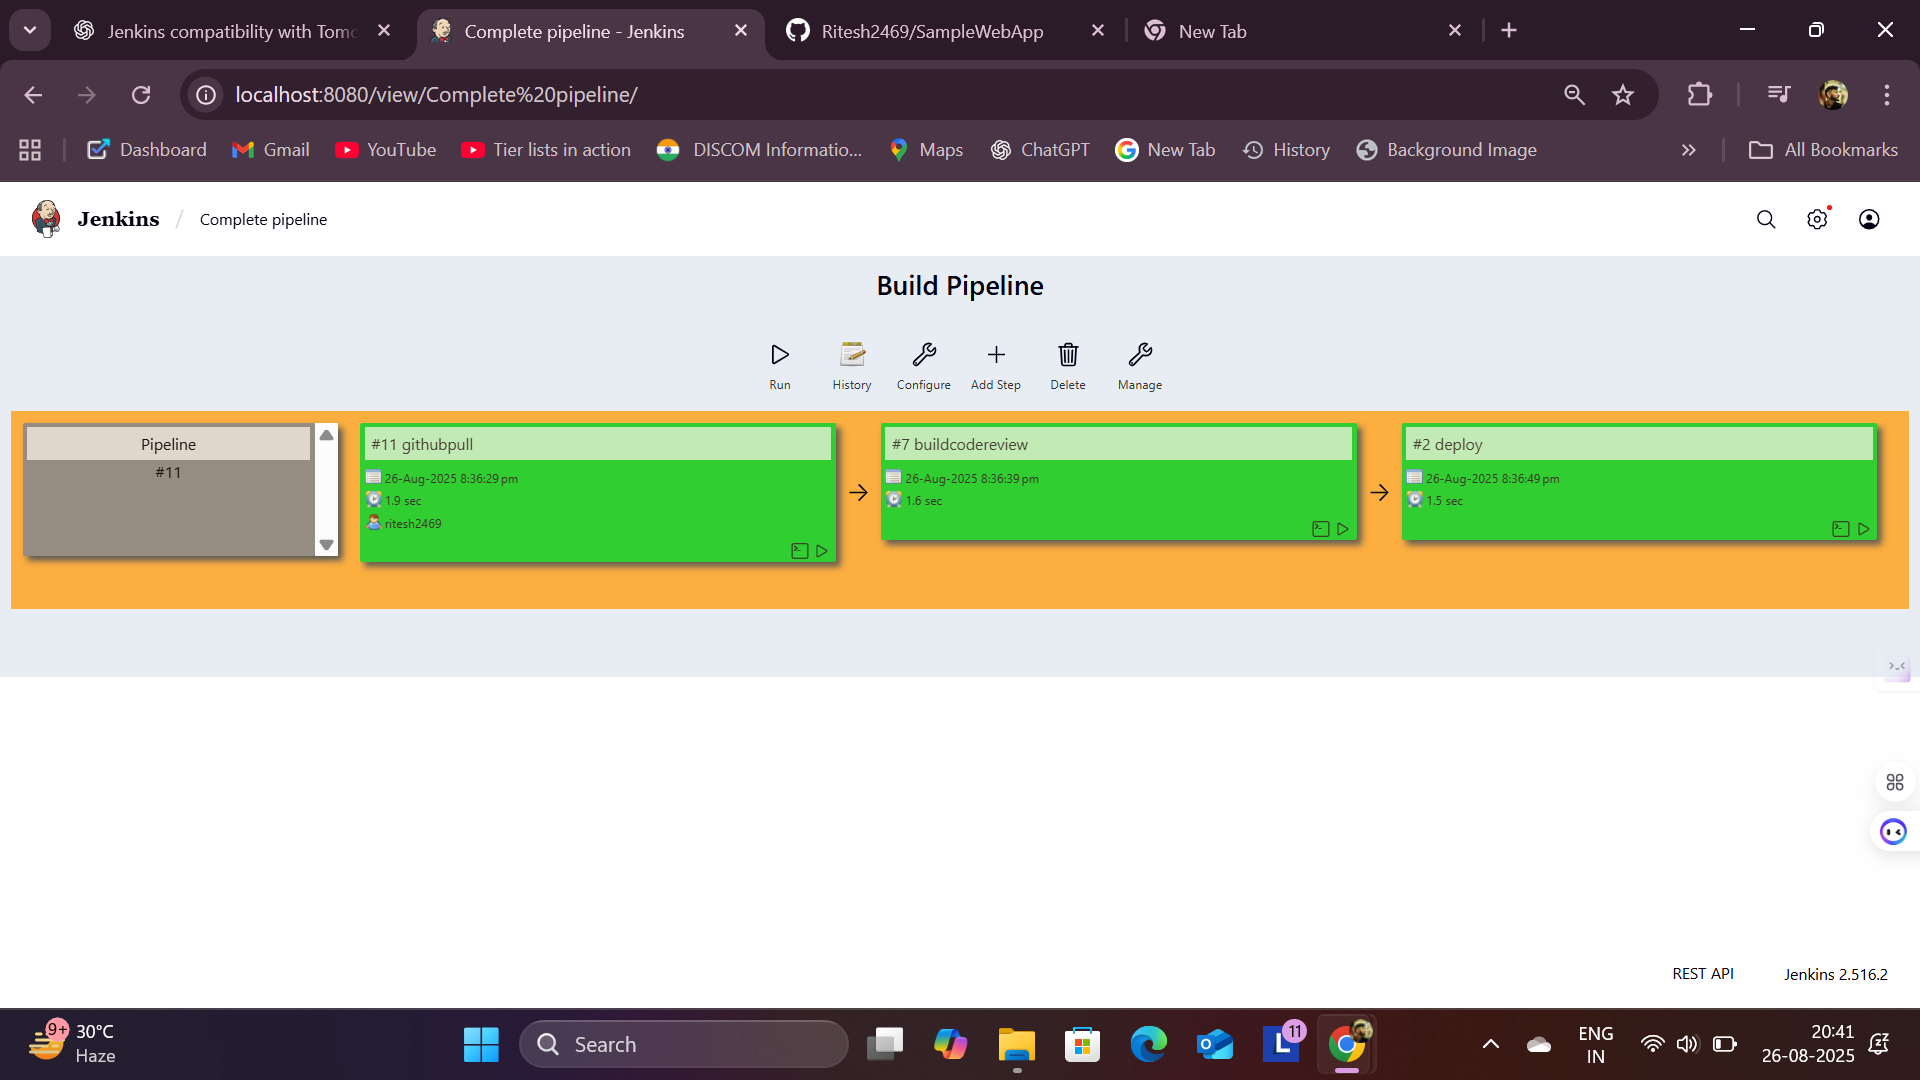 Jenkins compatibility with Tomc
Complete pipeline - Jenkins
Ritesh2469/SampleWebApp
New Tab
localhost:8080/view/Complete%20pipeline/
Dashboard
Gmail
YouTube
Tier lists in action
DISCOM Informatio...
Maps
ChatGPT
New Tab
History
Background Image
All Bookmarks
Jenkins / Complete pipeline
Build Pipeline
Run
History
Configure
Add Step
Delete
Manage
Pipeline
#11
#11 githubpull
26-Aug-2025 8:36:29 pm
1.9 sec
ritesh2469
#7 buildcodereview
26-Aug-2025 8:36:39 pm
1.6 sec
#2 deploy
26-Aug-2025 8:36:49 pm
1.5 sec
REST API
Jenkins 2.516.2
9+
30°C
Haze
Search
11
ENG
IN
20:41
26-08-2025